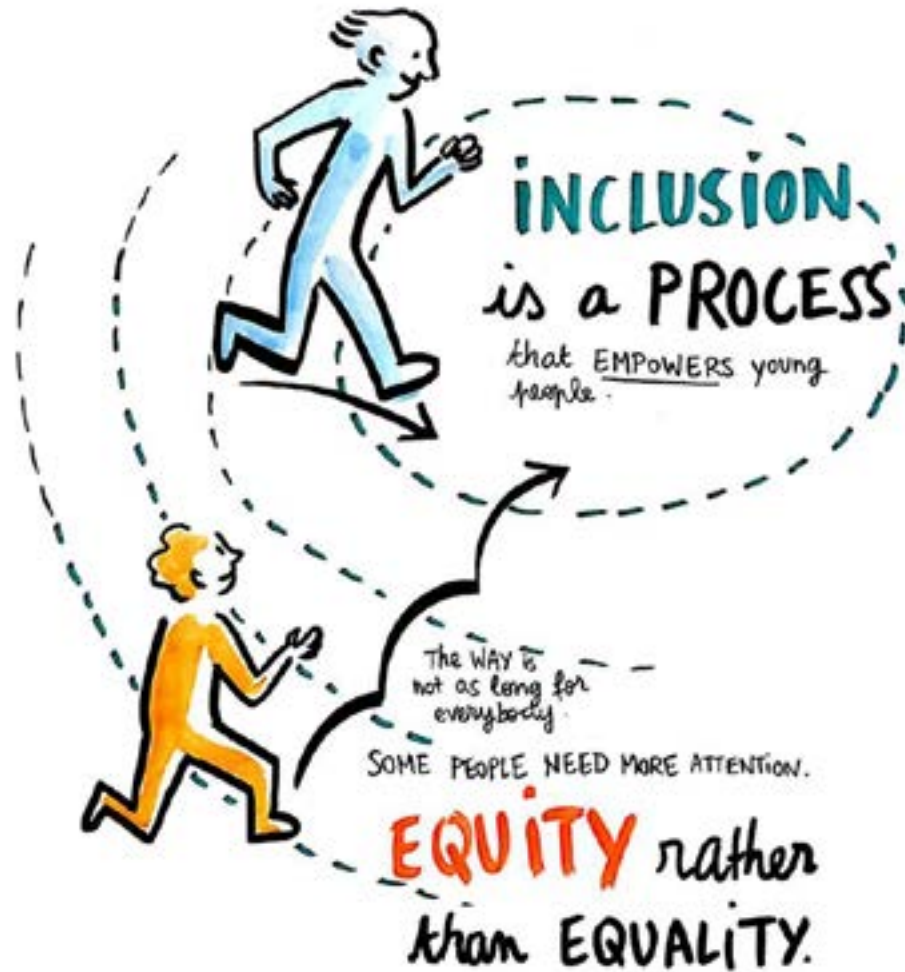 INCLUSION
is a PROCESS
that EMPOWERS young
people.
The WAY is
not as long for
everybody.
SOME PEOPLE NEED MORE ATTENTION.
EQUITY rather
than EQUALITY.